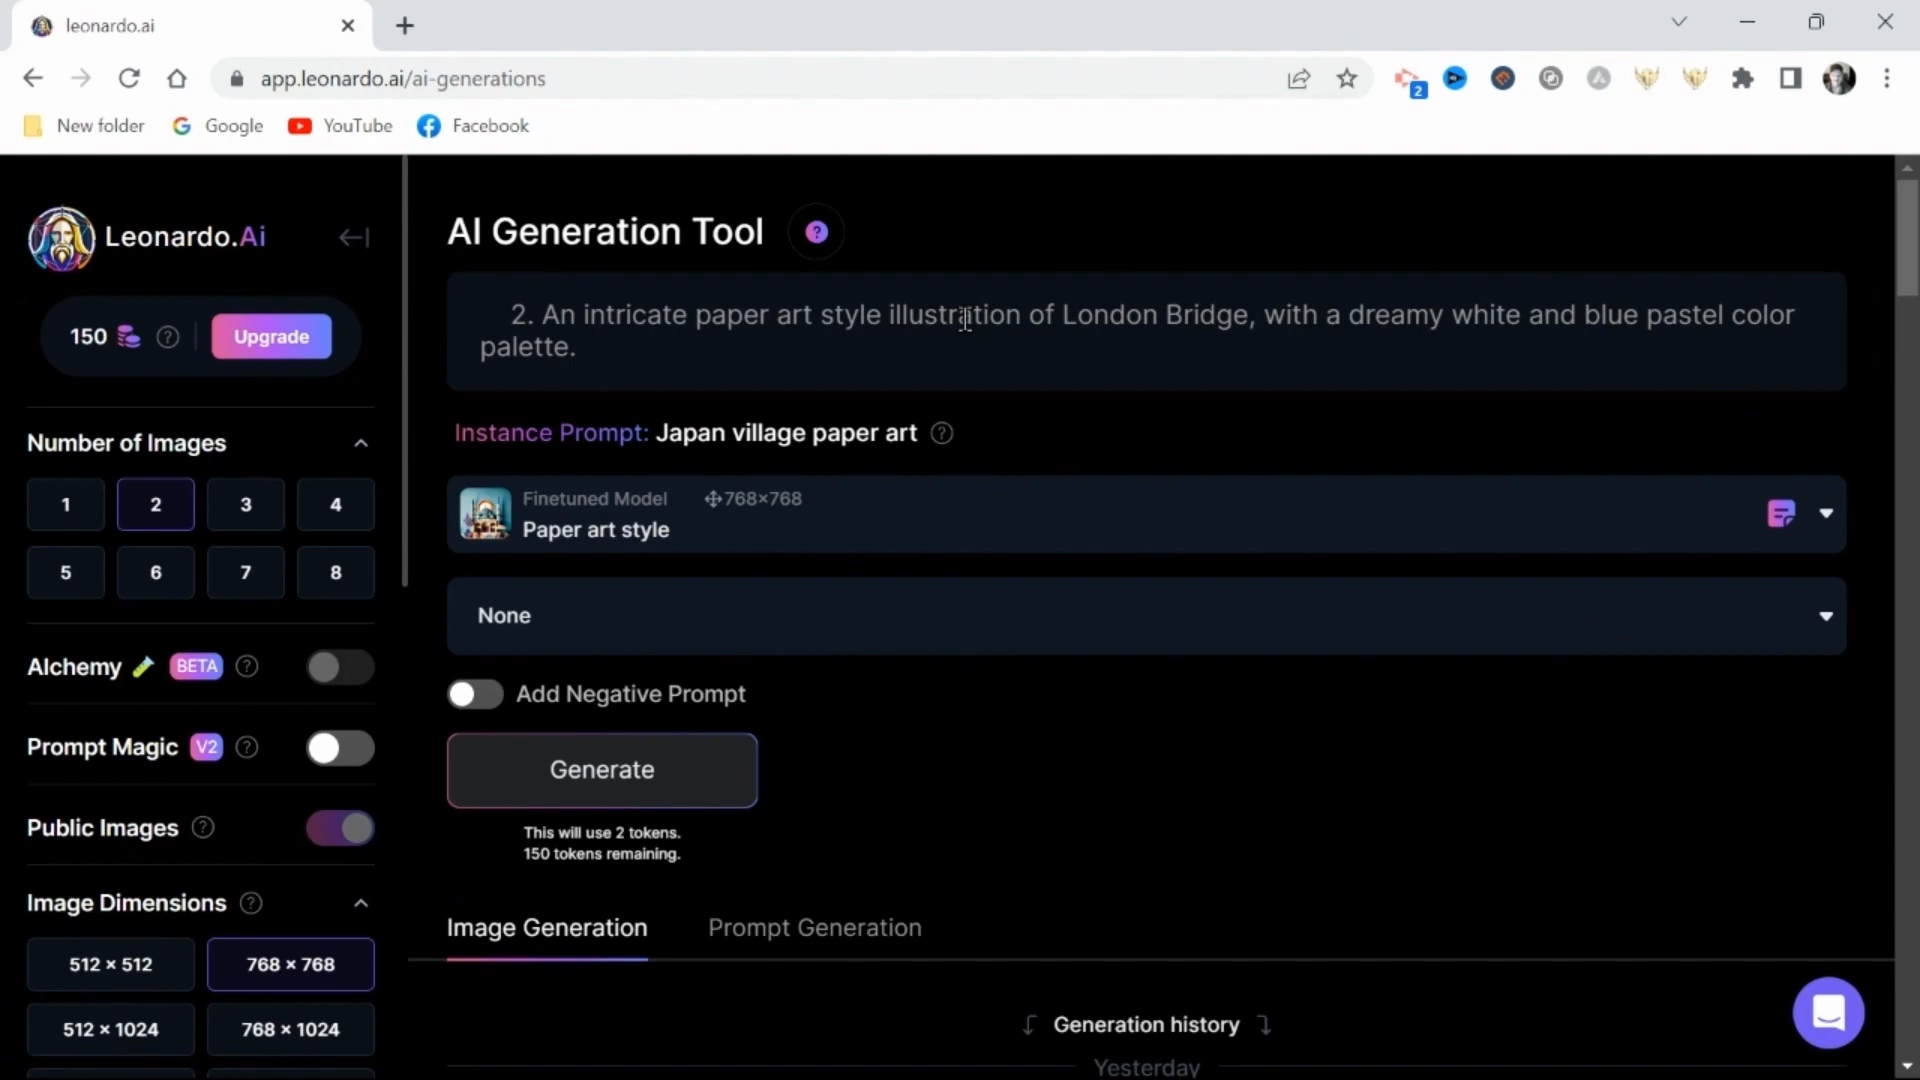 leonardo.ai
app.leonardo.ai/ai-generations
2
New folder
Google
YouTube
Facebook
Leonardo.Ai
150
Upgrade
Number of Images
1
2
3
4
5
6
7
8
Alchemy
BETA
Prompt Magic
V2
Public Images
Image Dimensions
512 × 512
768 × 768
512 × 1024
768 × 1024
AI Generation Tool
?
2. An intricate paper art style illustration of London Bridge, with a dreamy white and blue pastel color
palette.
Instance Prompt: Japan village paper art
Finetuned Model
768×768
Paper art style
None
Add Negative Prompt
Generate
This will use 2 tokens.
150 tokens remaining.
Image Generation
Prompt Generation
Generation history
Yesterday